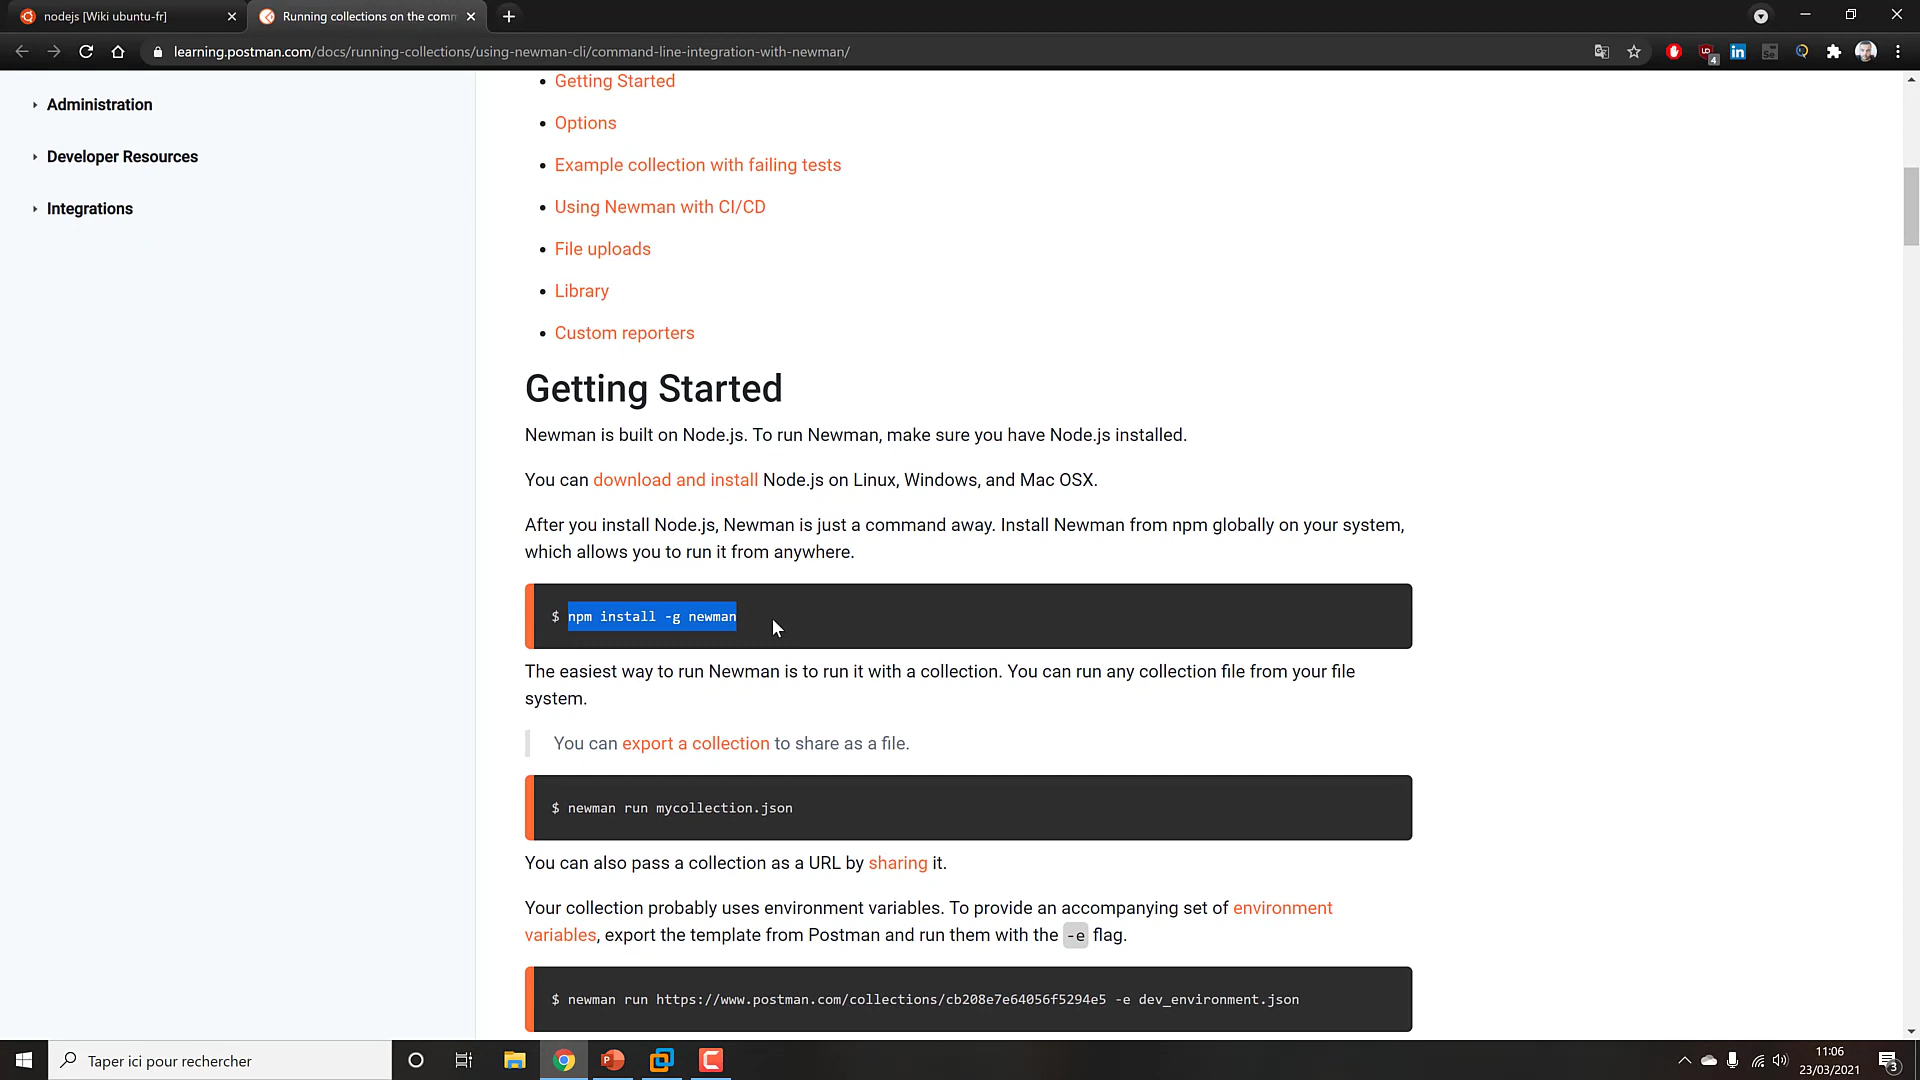 nodejs [Wiki ubuntu-fr]
Running collections on the comm
learning.postman.com/docs/running-collections/using-newman-cli/command-line-integration-with-newman/
4
Administration
Developer Resources
Integrations
Getting Started
Options
Example collection with failing tests
Using Newman with CI/CD
File uploads
Library
Custom reporters
Getting Started
Newman is built on Node.js. To run Newman, make sure you have Node.js installed.
You can download and install Node.js on Linux, Windows, and Mac OSX.
After you install Node.js, Newman is just a command away. Install Newman from npm globally on your system,
which allows you to run it from anywhere.
$ npm install -g newman
The easiest way to run Newman is to run it with a collection. You can run any collection file from your file
system.
You can export a collection to share as a file.
$ newman run mycollection.json
You can also pass a collection as a URL by sharing it.
Your collection probably uses environment variables. To provide an accompanying set of environment
variables, export the template from Postman and run them with the -e flag.
$ newman run https://www.postman.com/collections/cb208e7e64056f5294e5 -e dev_environment.json
Taper ici pour rechercher
11:06
23/03/2021
3